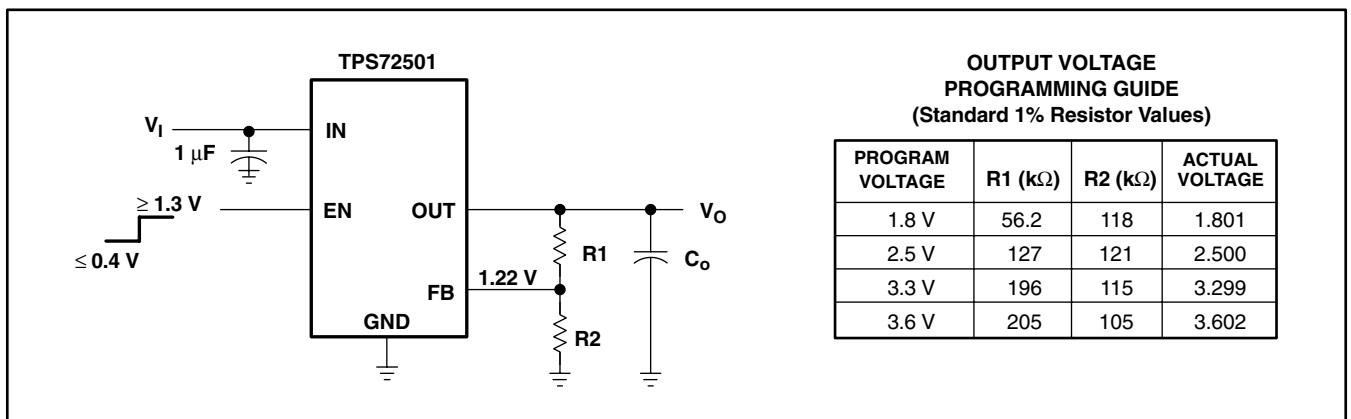 TPS72501
V_I
1 μF
IN
≥ 1.3 V
≤ 0.4 V
EN
OUT
V_O
R1
C_o
1.22 V
FB
GND
R2
OUTPUT VOLTAGE
PROGRAMMING GUIDE
(Standard 1% Resistor Values)
PROGRAM VOLTAGE R1 (kΩ) R2 (kΩ) ACTUAL VOLTAGE
1.8 V 56.2 118 1.801
2.5 V 127 121 2.500
3.3 V 196 115 3.299
3.6 V 205 105 3.602